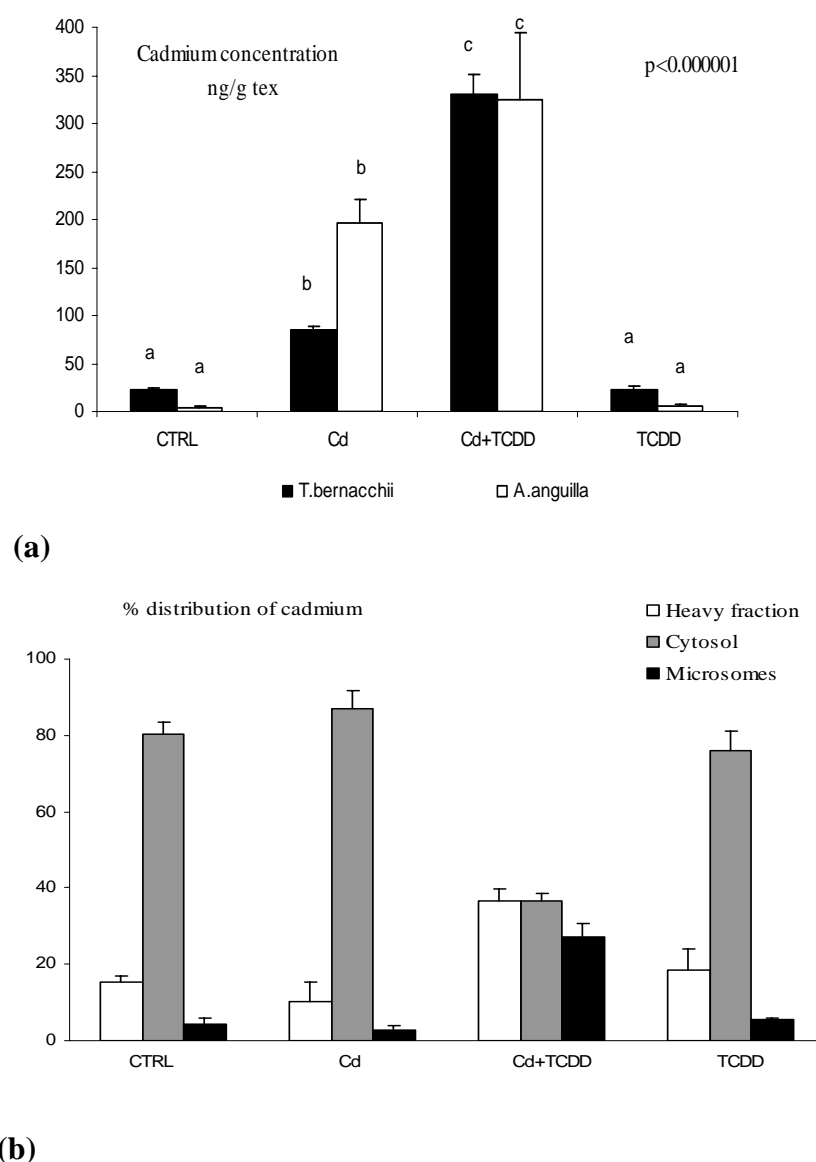 400
350
300
250
200
150
100
50
0
Cadmium concentration
ng/g tex
p<0.000001
a
a
b
b
c
c
a
a
CTRL
Cd
Cd+TCDD
TCDD
T.bernacchii
A.anguilla
(a)
% distribution of cadmium
Heavy fraction
Cytosol
Microsomes
100
80
60
40
20
0
CTRL
Cd
Cd+TCDD
TCDD
(b)